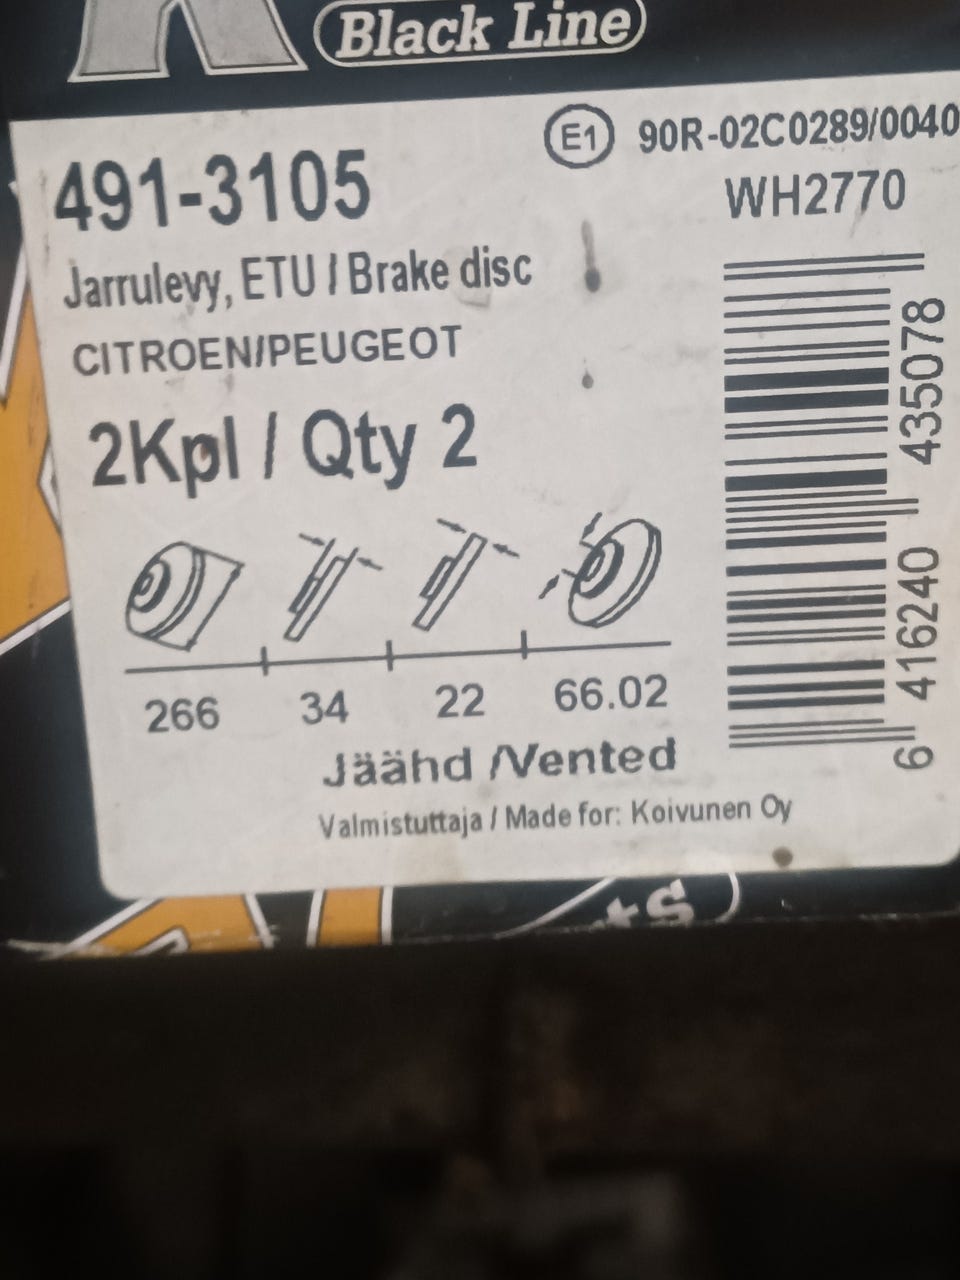 Black Line
E1 90R-02C0289/0040
491-3105
WH2770
Jarrulevy, ETU / Brake disc
CITROEN/PEUGEOT
2Kpl / Qty 2
266 34 22 66.02
Jäähd /Vented
Valmistuttaja / Made for: Koivunen Oy
6 416240 435078